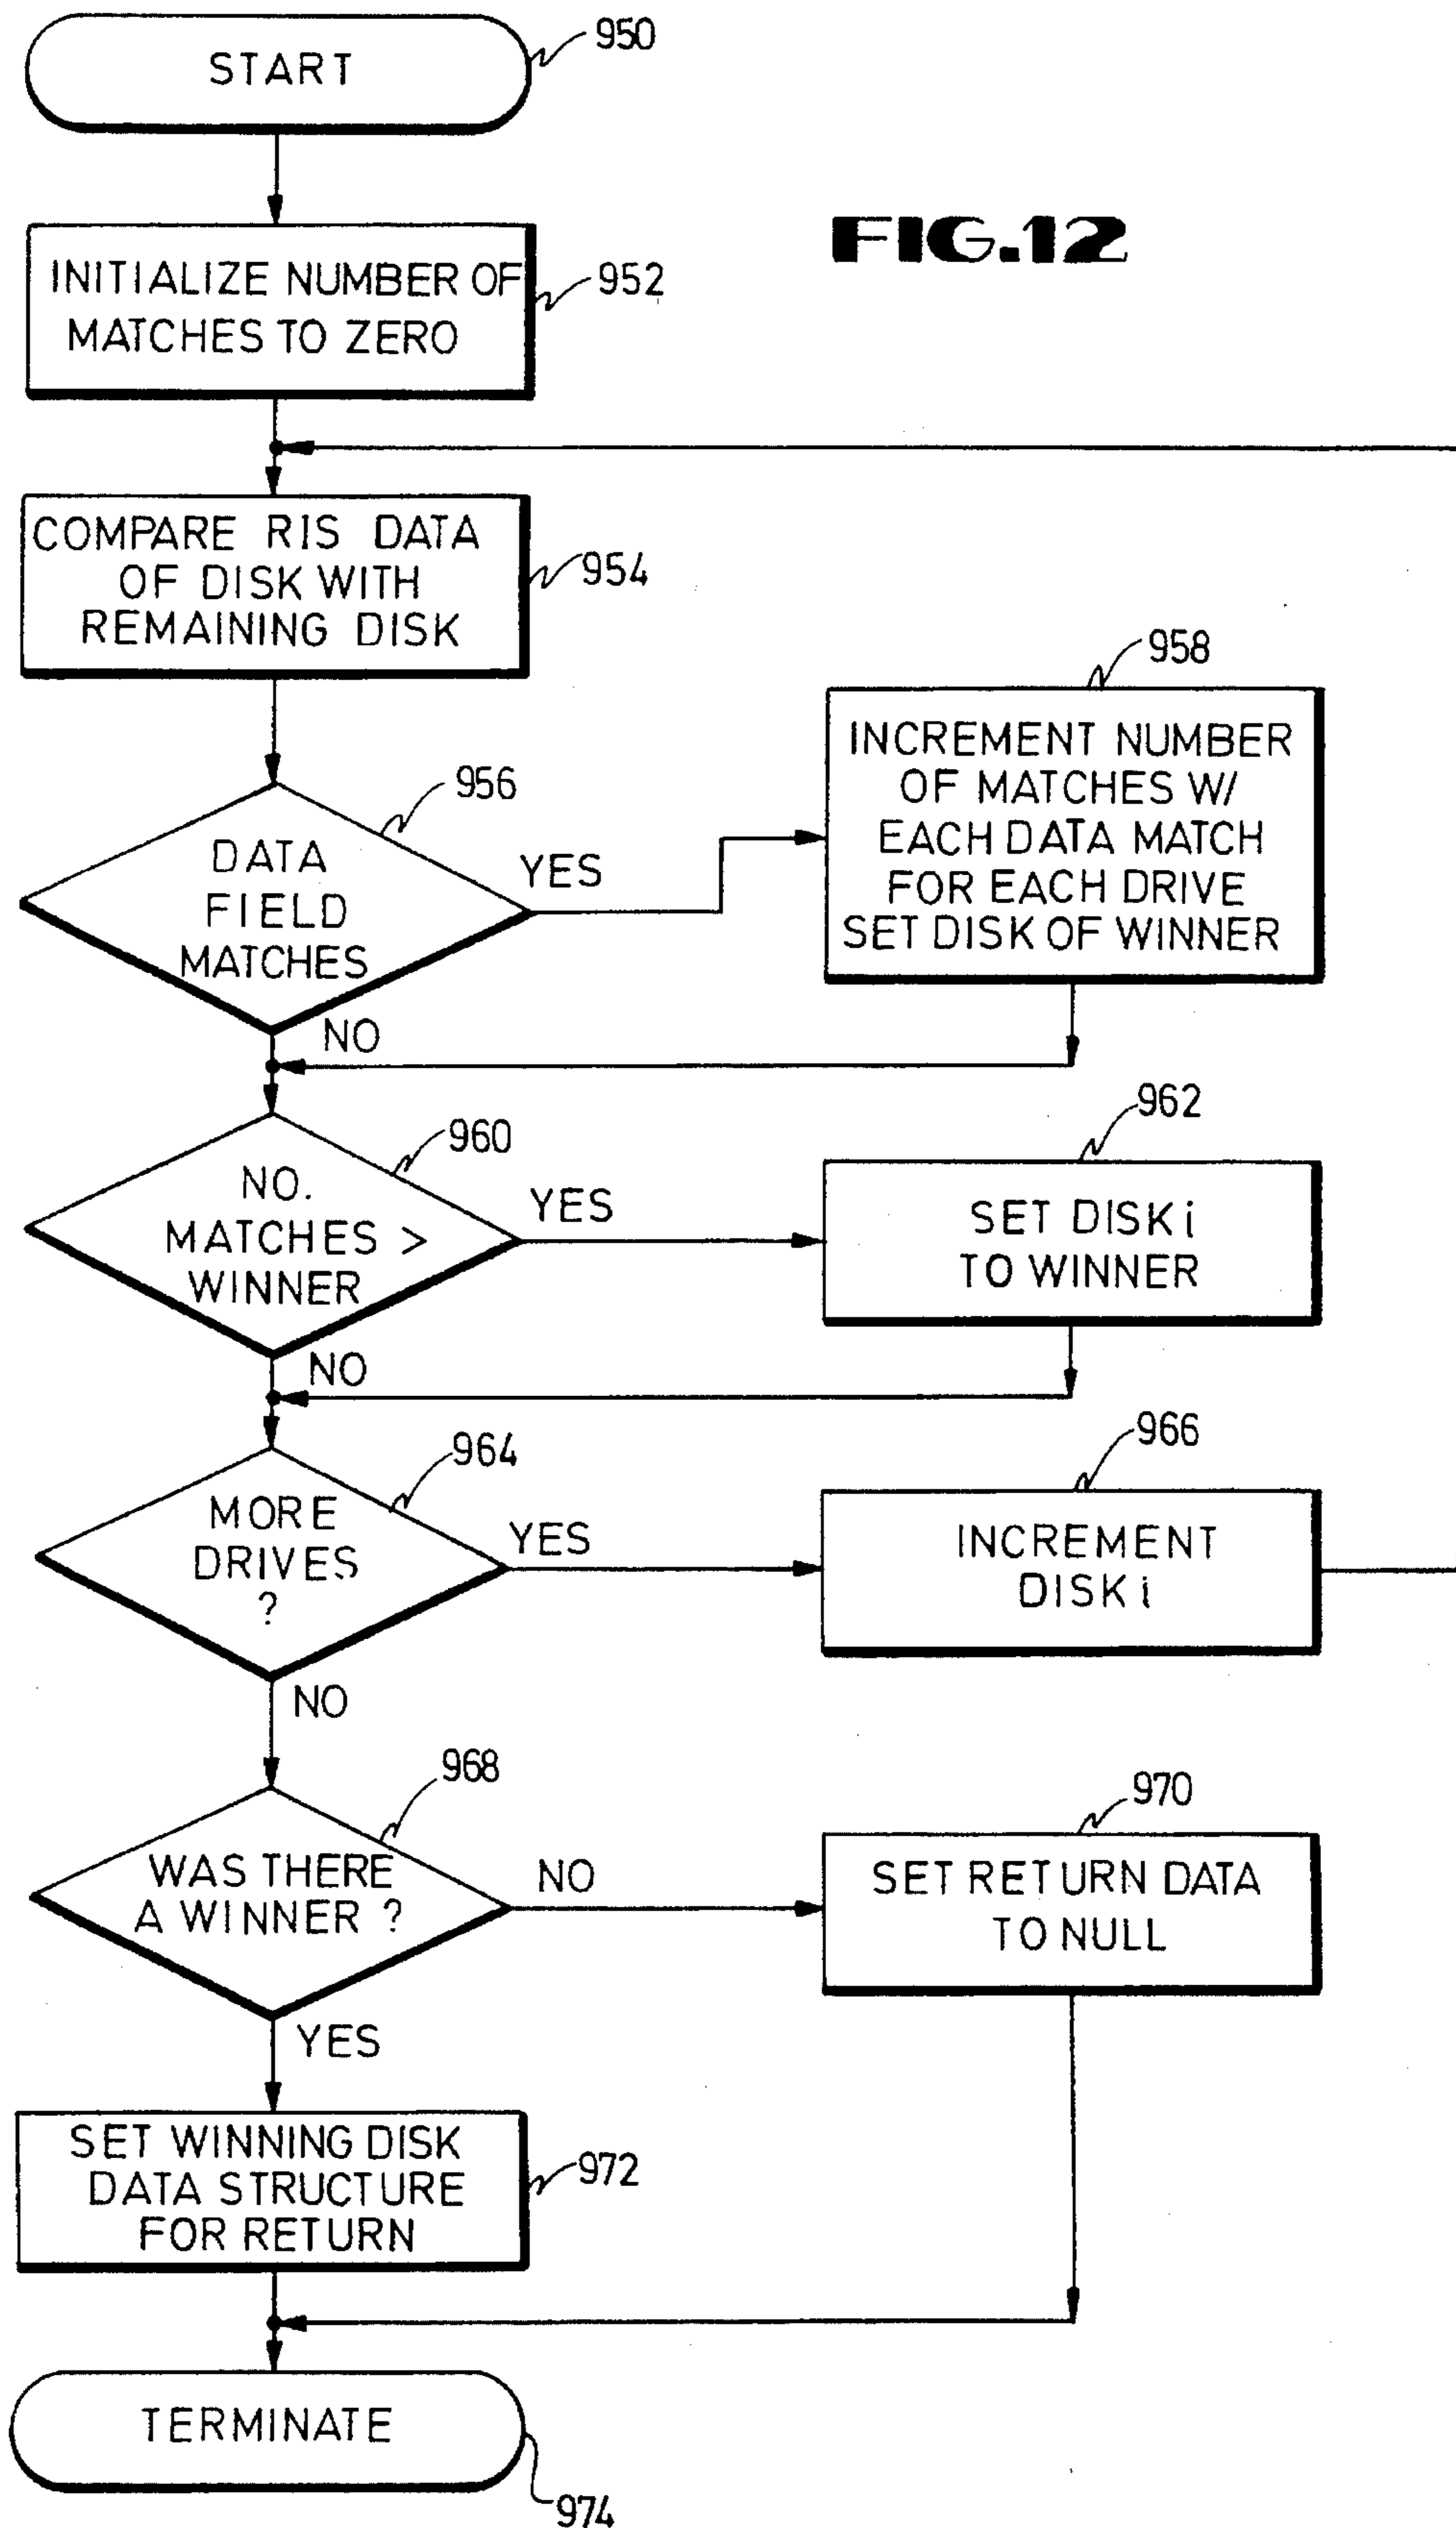 START
950
FIG.12
INITIALIZE NUMBER OF
MATCHES TO ZERO
952
COMPARE RIS DATA
OF DISK WITH
REMAINING DISK
954
DATA
FIELD
MATCHES
956
YES
NO
INCREMENT NUMBER
OF MATCHES W/
EACH DATA MATCH
FOR EACH DRIVE
SET DISK OF WINNER
958
NO.
MATCHES >
WINNER
960
YES
NO
SET DISK i
TO WINNER
962
MORE
DRIVES
?
964
YES
NO
INCREMENT
DISK i
966
WAS THERE
A WINNER ?
968
NO
YES
SET RETURN DATA
TO NULL
970
SET WINNING DISK
DATA STRUCTURE
FOR RETURN
972
TERMINATE
974